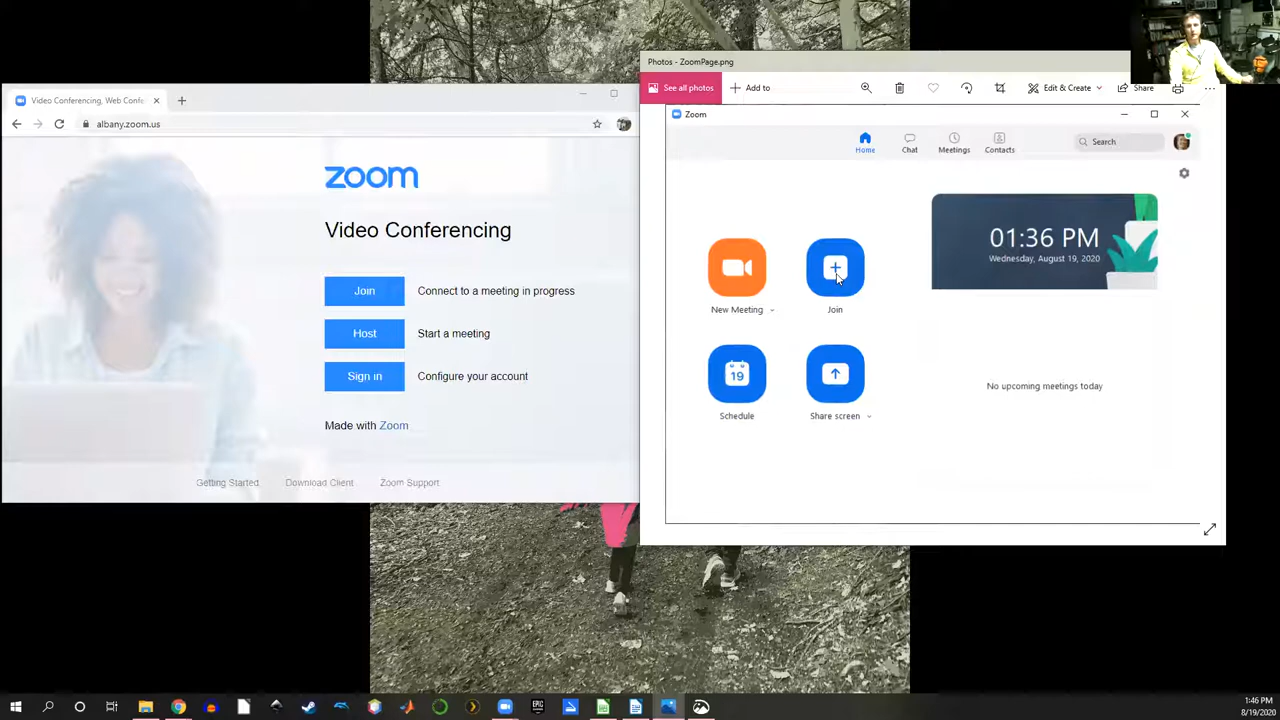 Photos - ZoomPage.png
See all photos
Add to
Edit & Create
Share
Video Conferencing, Web Confe
albany.zoom.us
zoom
Video Conferencing
Join
Connect to a meeting in progress
Host
Start a meeting
Sign in
Configure your account
Made with Zoom
Getting Started
Download Client
Zoom Support
Zoom
Home
Chat
Meetings
Contacts
Search
01:36 PM
Wednesday, August 19, 2020
New Meeting
Join
19
Schedule
Share screen
No upcoming meetings today
EPIC
1:46 PM
8/19/2020